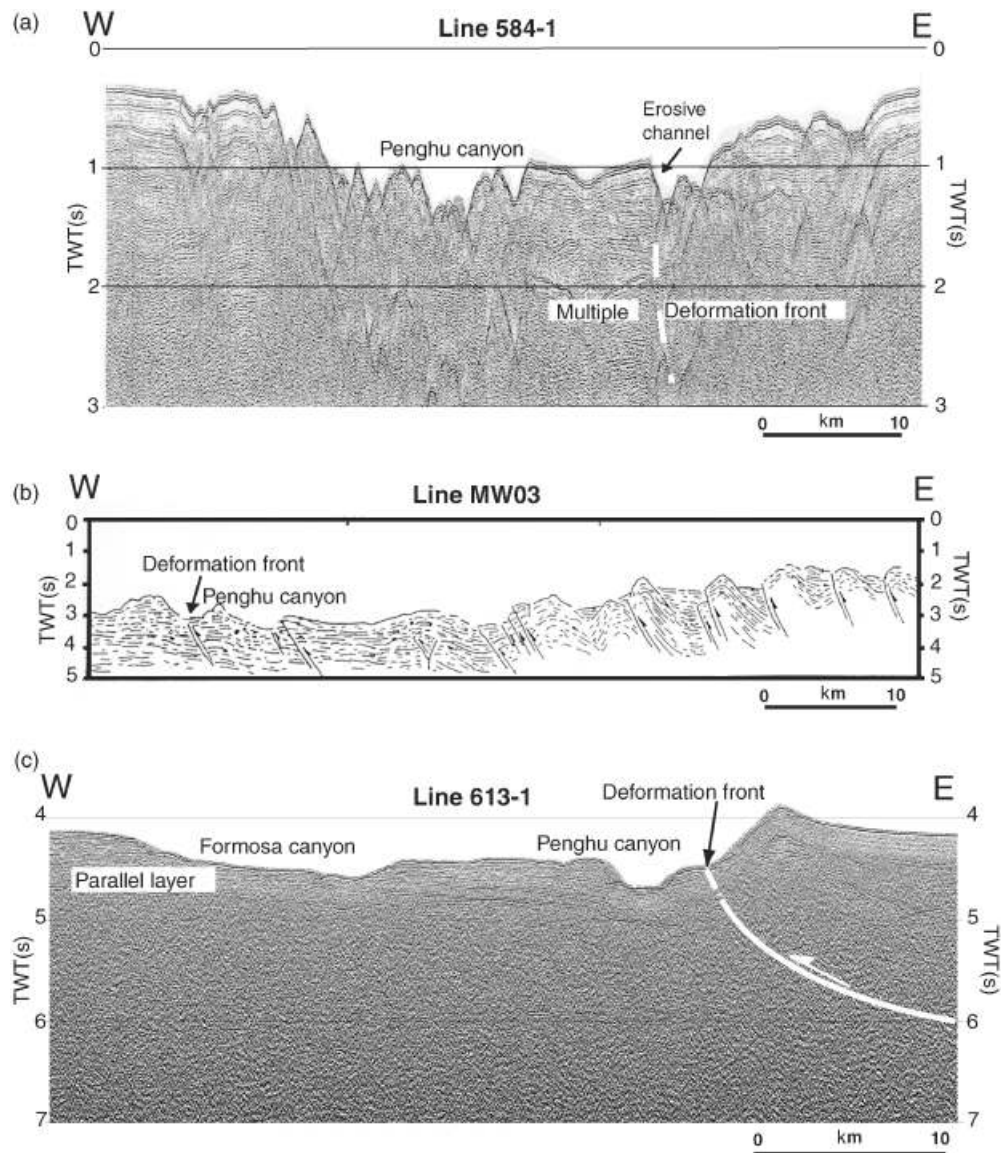 (a)
W
Line 584-1
E
0
0
Erosive
channel
Penghu canyon
1
1
TWT(s)
TWT(s)
2
2
Multiple
Deformation front
3
3
km
0
10
(b)
W
Line MW03
E
0
0
1
1
Deformation front
2
2
Penghu canyon
TWT(s)
TWT(s)
3
3
4
4
5
5
0
km
10
(c)
W
Line 613-1
Deformation front
E
4
4
Formosa canyon
Penghu canyon
Parallel layer
5
5
TWT(s)
TWT(s)
6
6
7
7
0
km
10